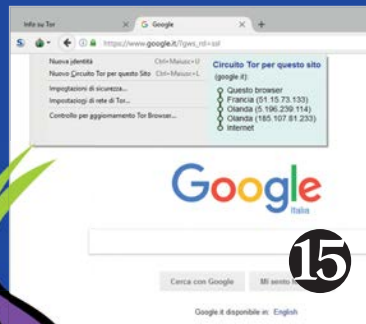 Info su Tor
Google
https://www.google.it/?gws_rd=ssl
Nuova identità Ctrl+Maiusc+U
Nuovo Circuito Tor per questo Sito Ctrl+Maiusc+L
Impostazioni di sicurezza...
Impostazioni di rete di Tor...
Controllo per aggiornamento Tor Browser...
Circuito Tor per questo sito
(google.it):
Questo browser
Francia (51.15.73.133)
Olanda (5.196.239.114)
Olanda (185.107.81.233)
Internet
Google
Italia
15
Cerca con Google Mi sento
Google.it disponibile in: English